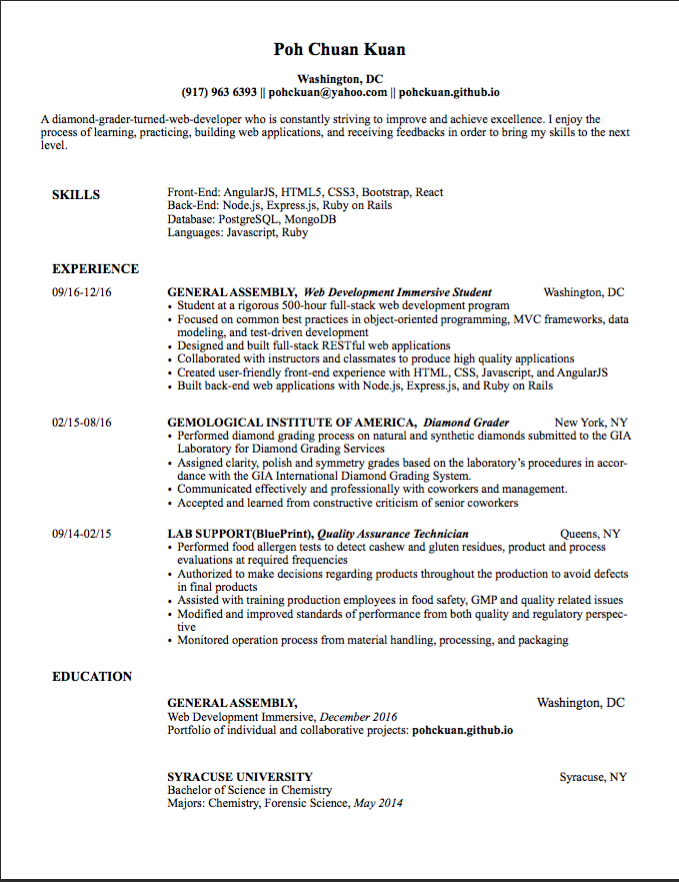 Poh Chuan Kuan
Washington, DC
(917) 963 6393 || pohckuan@yahoo.com || pohckuan.github.io
A diamond-grader-turned-web-developer who is constantly striving to improve and achieve excellence. I enjoy the
process of learning, practicing, building web applications, and receiving feedbacks in order to bring my skills to the next
level.
SKILLS
Front-End: AngularJS, HTML5, CSS3, Bootstrap, React
Back-End: Node.js, Express.js, Ruby on Rails
Database: PostgreSQL, MongoDB
Languages: Javascript, Ruby
EXPERIENCE
09/16-12/16 GENERAL ASSEMBLY, Web Development Immersive Student Washington, DC
• Student at a rigorous 500-hour full-stack web development program
• Focused on common best practices in object-oriented programming, MVC frameworks, data
modeling, and test-driven development
• Designed and built full-stack RESTful web applications
• Collaborated with instructors and classmates to produce high quality applications
• Created user-friendly front-end experience with HTML, CSS, Javascript, and AngularJS
• Built back-end web applications with Node.js, Express.js, and Ruby on Rails
02/15-08/16 GEMOLOGICAL INSTITUTE OF AMERICA, Diamond Grader New York, NY
• Performed diamond grading process on natural and synthetic diamonds submitted to the GIA
Laboratory for Diamond Grading Services
• Assigned clarity, polish and symmetry grades based on the laboratory's procedures in accor-
dance with the GIA International Diamond Grading System.
• Communicated effectively and professionally with coworkers and management.
• Accepted and learned from constructive criticism of senior coworkers
09/14-02/15 LAB SUPPORT(BluePrint), Quality Assurance Technician Queens, NY
• Performed food allergen tests to detect cashew and gluten residues, product and process
evaluations at required frequencies
• Authorized to make decisions regarding products throughout the production to avoid defects
in final products
• Assisted with training production employees in food safety, GMP and quality related issues
• Modified and improved standards of performance from both quality and regulatory perspec-
tive
• Monitored operation process from material handling, processing, and packaging
EDUCATION
GENERAL ASSEMBLY, Washington, DC
Web Development Immersive, December 2016
Portfolio of individual and collaborative projects: pohckuan.github.io
SYRACUSE UNIVERSITY Syracuse, NY
Bachelor of Science in Chemistry
Majors: Chemistry, Forensic Science, May 2014